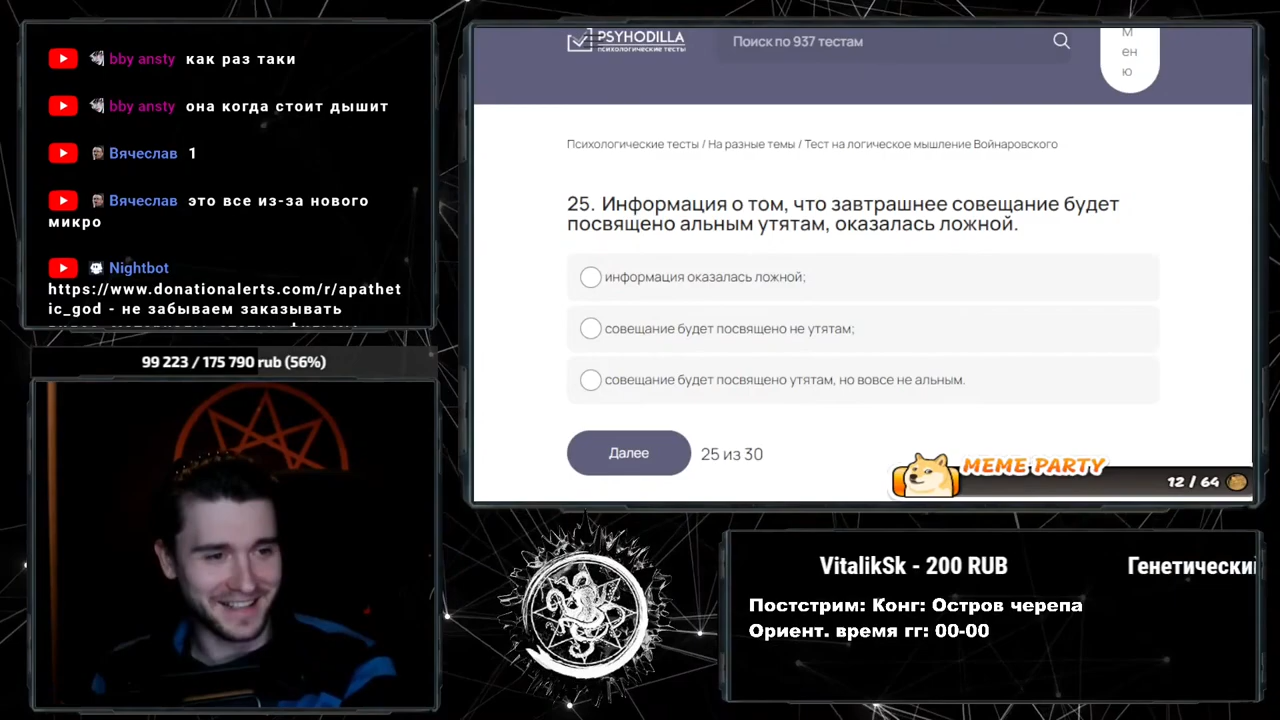 bby ansty как раз таки
bby ansty она когда стоит дышит
Вячеслав 1
Вячеслав это все из-за нового
микро
Nightbot
https://www.donationalerts.com/r/apathet
ic_god - не забываем заказывать
99 223 / 175 790 rub (56%)
PSYHODILLA
ПСИХОЛОГИЧЕСКИЕ ТЕСТЫ
Поиск по 937 тестам
М
ен
ю
Психологические тесты / На разные темы / Тест на логическое мышление Войнаровского
25. Информация о том, что завтрашнее совещание будет
посвящено альным утятам, оказалась ложной.
информация оказалась ложной;
совещание будет посвящено не утятам;
совещание будет посвящено утятам, но вовсе не альным.
Далее
25 из 30
MEME PARTY
12 / 64
VitalikSk - 200 RUB
Генетический
Постстрим: Конг: Остров черепа
Ориент. время гг: 00-00